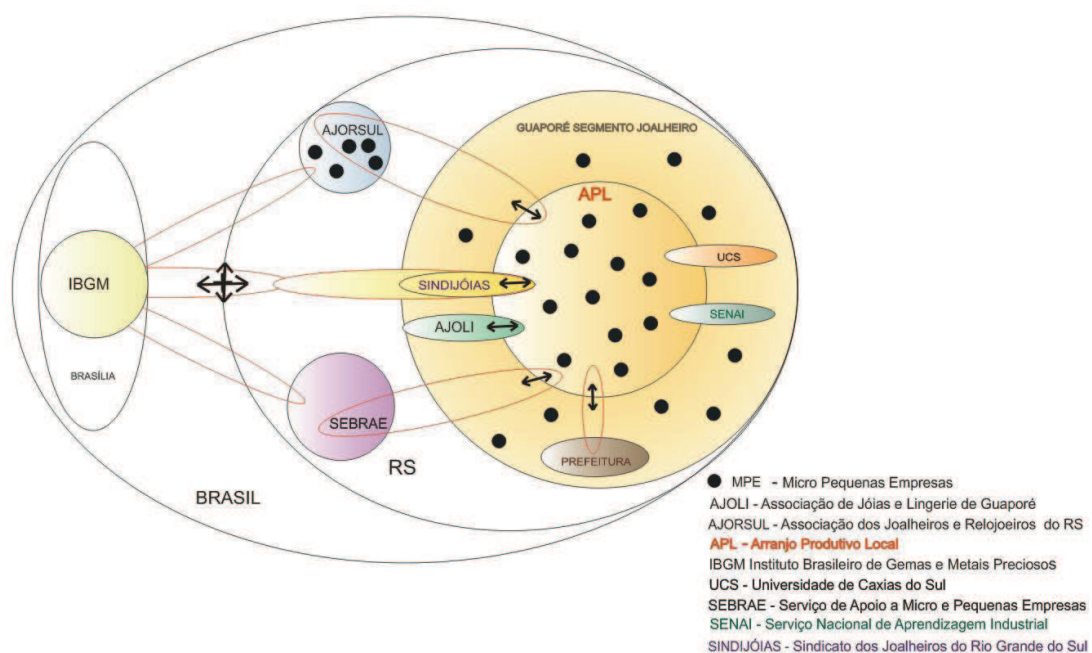 AJORSUL
GUAPORÉ SEGMENTO JOALHEIRO
APL
UCS
IBGM
SINDIJÓIAS
AJOLI
SENAI
BRASÍLIA
SEBRAE
PREFEITURA
RS
BRASIL
MPE - Micro Pequenas Empresas
AJOLI - Associação de Jóias e Lingerie de Guaporé
AJORSUL - Associação dos Joalheiros e Relojoeiros do RS
APL - Arranjo Produtivo Local
IBGM Instituto Brasileiro de Gemas e Metais Preciosos
UCS - Universidade de Caxias do Sul
SEBRAE - Serviço de Apoio a Micro e Pequenas Empresas
SENAI - Serviço Nacional de Aprendizagem Industrial
SINDIJÓIAS - Sindicato dos Joalheiros do Rio Grande do Sul